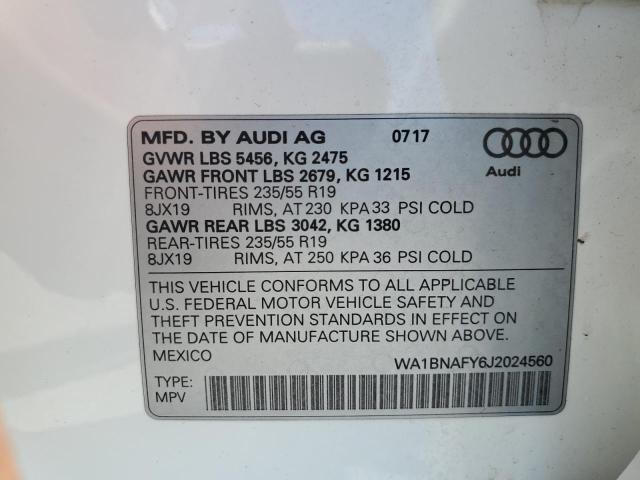 MFD. BY AUDI AG 0717
GVWR LBS 5456, KG 2475
GAWR FRONT LBS 2679, KG 1215
FRONT-TIRES 235/55 R19
8JX19 RIMS, AT 230 KPA 33 PSI COLD
GAWR REAR LBS 3042, KG 1380
REAR-TIRES 235/55 R19
8JX19 RIMS, AT 250 KPA 36 PSI COLD
Audi
THIS VEHICLE CONFORMS TO ALL APPLICABLE
U.S. FEDERAL MOTOR VEHICLE SAFETY AND
THEFT PREVENTION STANDARDS IN EFFECT ON
THE DATE OF MANUFACTURE SHOWN ABOVE.
MEXICO WA1BNAFY6J2024560
TYPE:
MPV